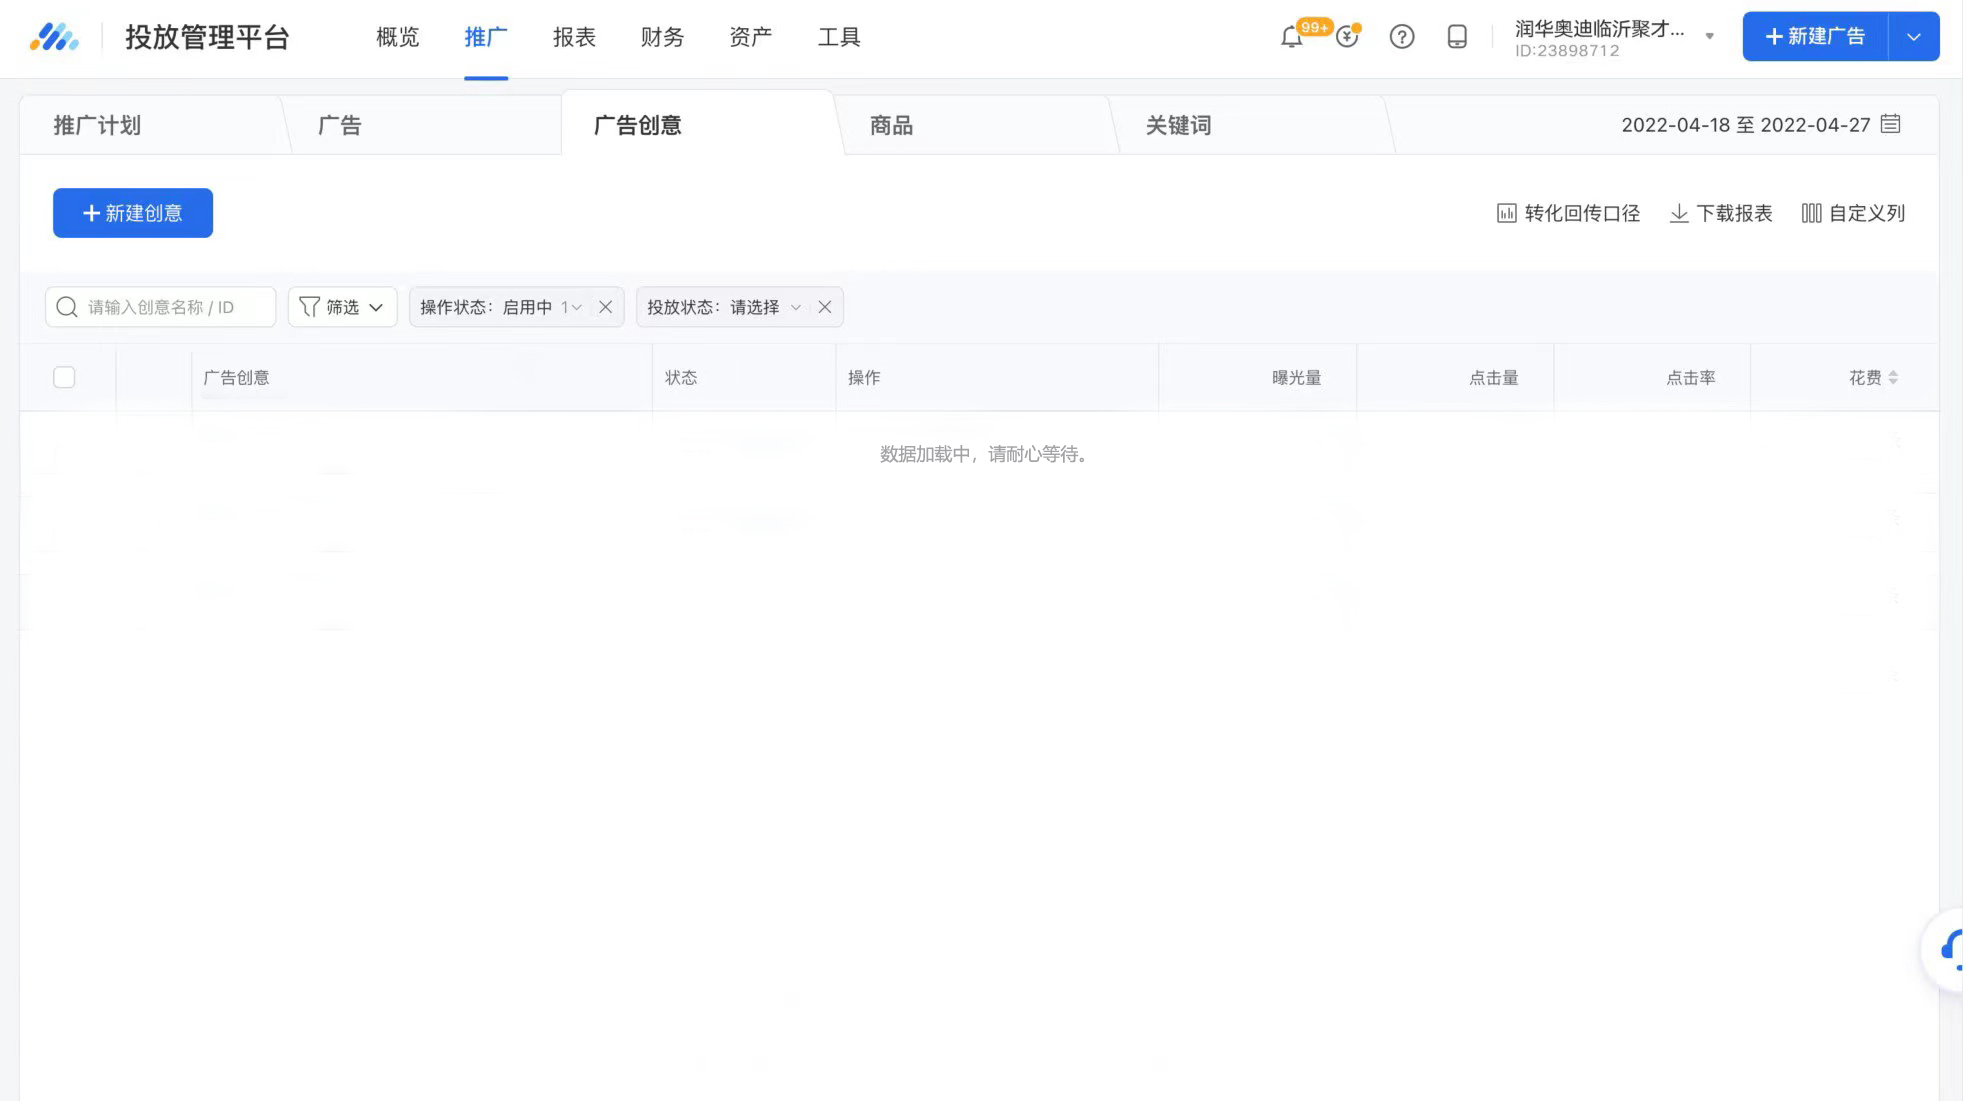 投放管理平台 概览 推广 报表 财务 资产 工具 99+ 润华奥迪临沂聚才... 新建广告
ID:23898712
推广计划 广告 广告创意 商品 关键词 2022-04-18 至 2022-04-27
新建创意 转化回传口径 下载报表 自定义列
请输入创意名称 / ID 筛选 操作状态：启用中 1 投放状态：请选择
广告创意 状态 操作 曝光量 点击量 点击率 花费
数据加载中，请耐心等待。